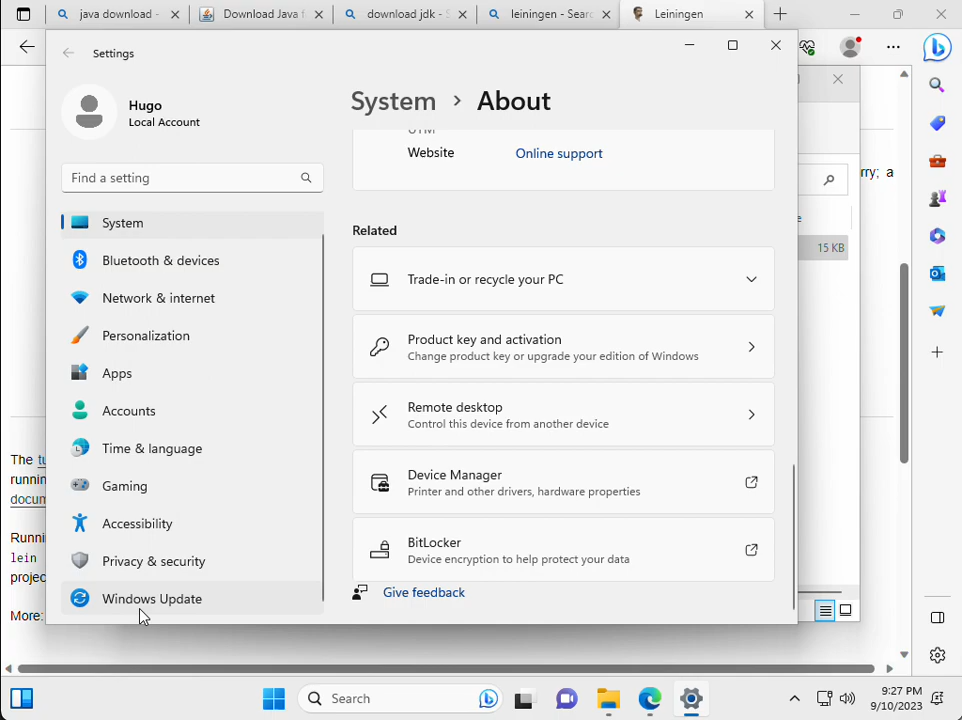 java download -
Download Java f
download jdk - S
leiningen - Sear
Leiningen
Settings
Hugo
Local Account
Find a setting
System
Bluetooth & devices
Network & internet
Personalization
Apps
Accounts
Time & language
Gaming
Accessibility
Privacy & security
Windows Update
System > About
Website
Online support
Related
Trade-in or recycle your PC
Product key and activation
Change product key or upgrade your edition of Windows
Remote desktop
Control this device from another device
Device Manager
Printer and other drivers, hardware properties
BitLocker
Device encryption to help protect your data
Give feedback
rry; a
15 KB
The tu
runnin
docum
Runni
lein
projec
More:
Search
9:27 PM
9/10/2023